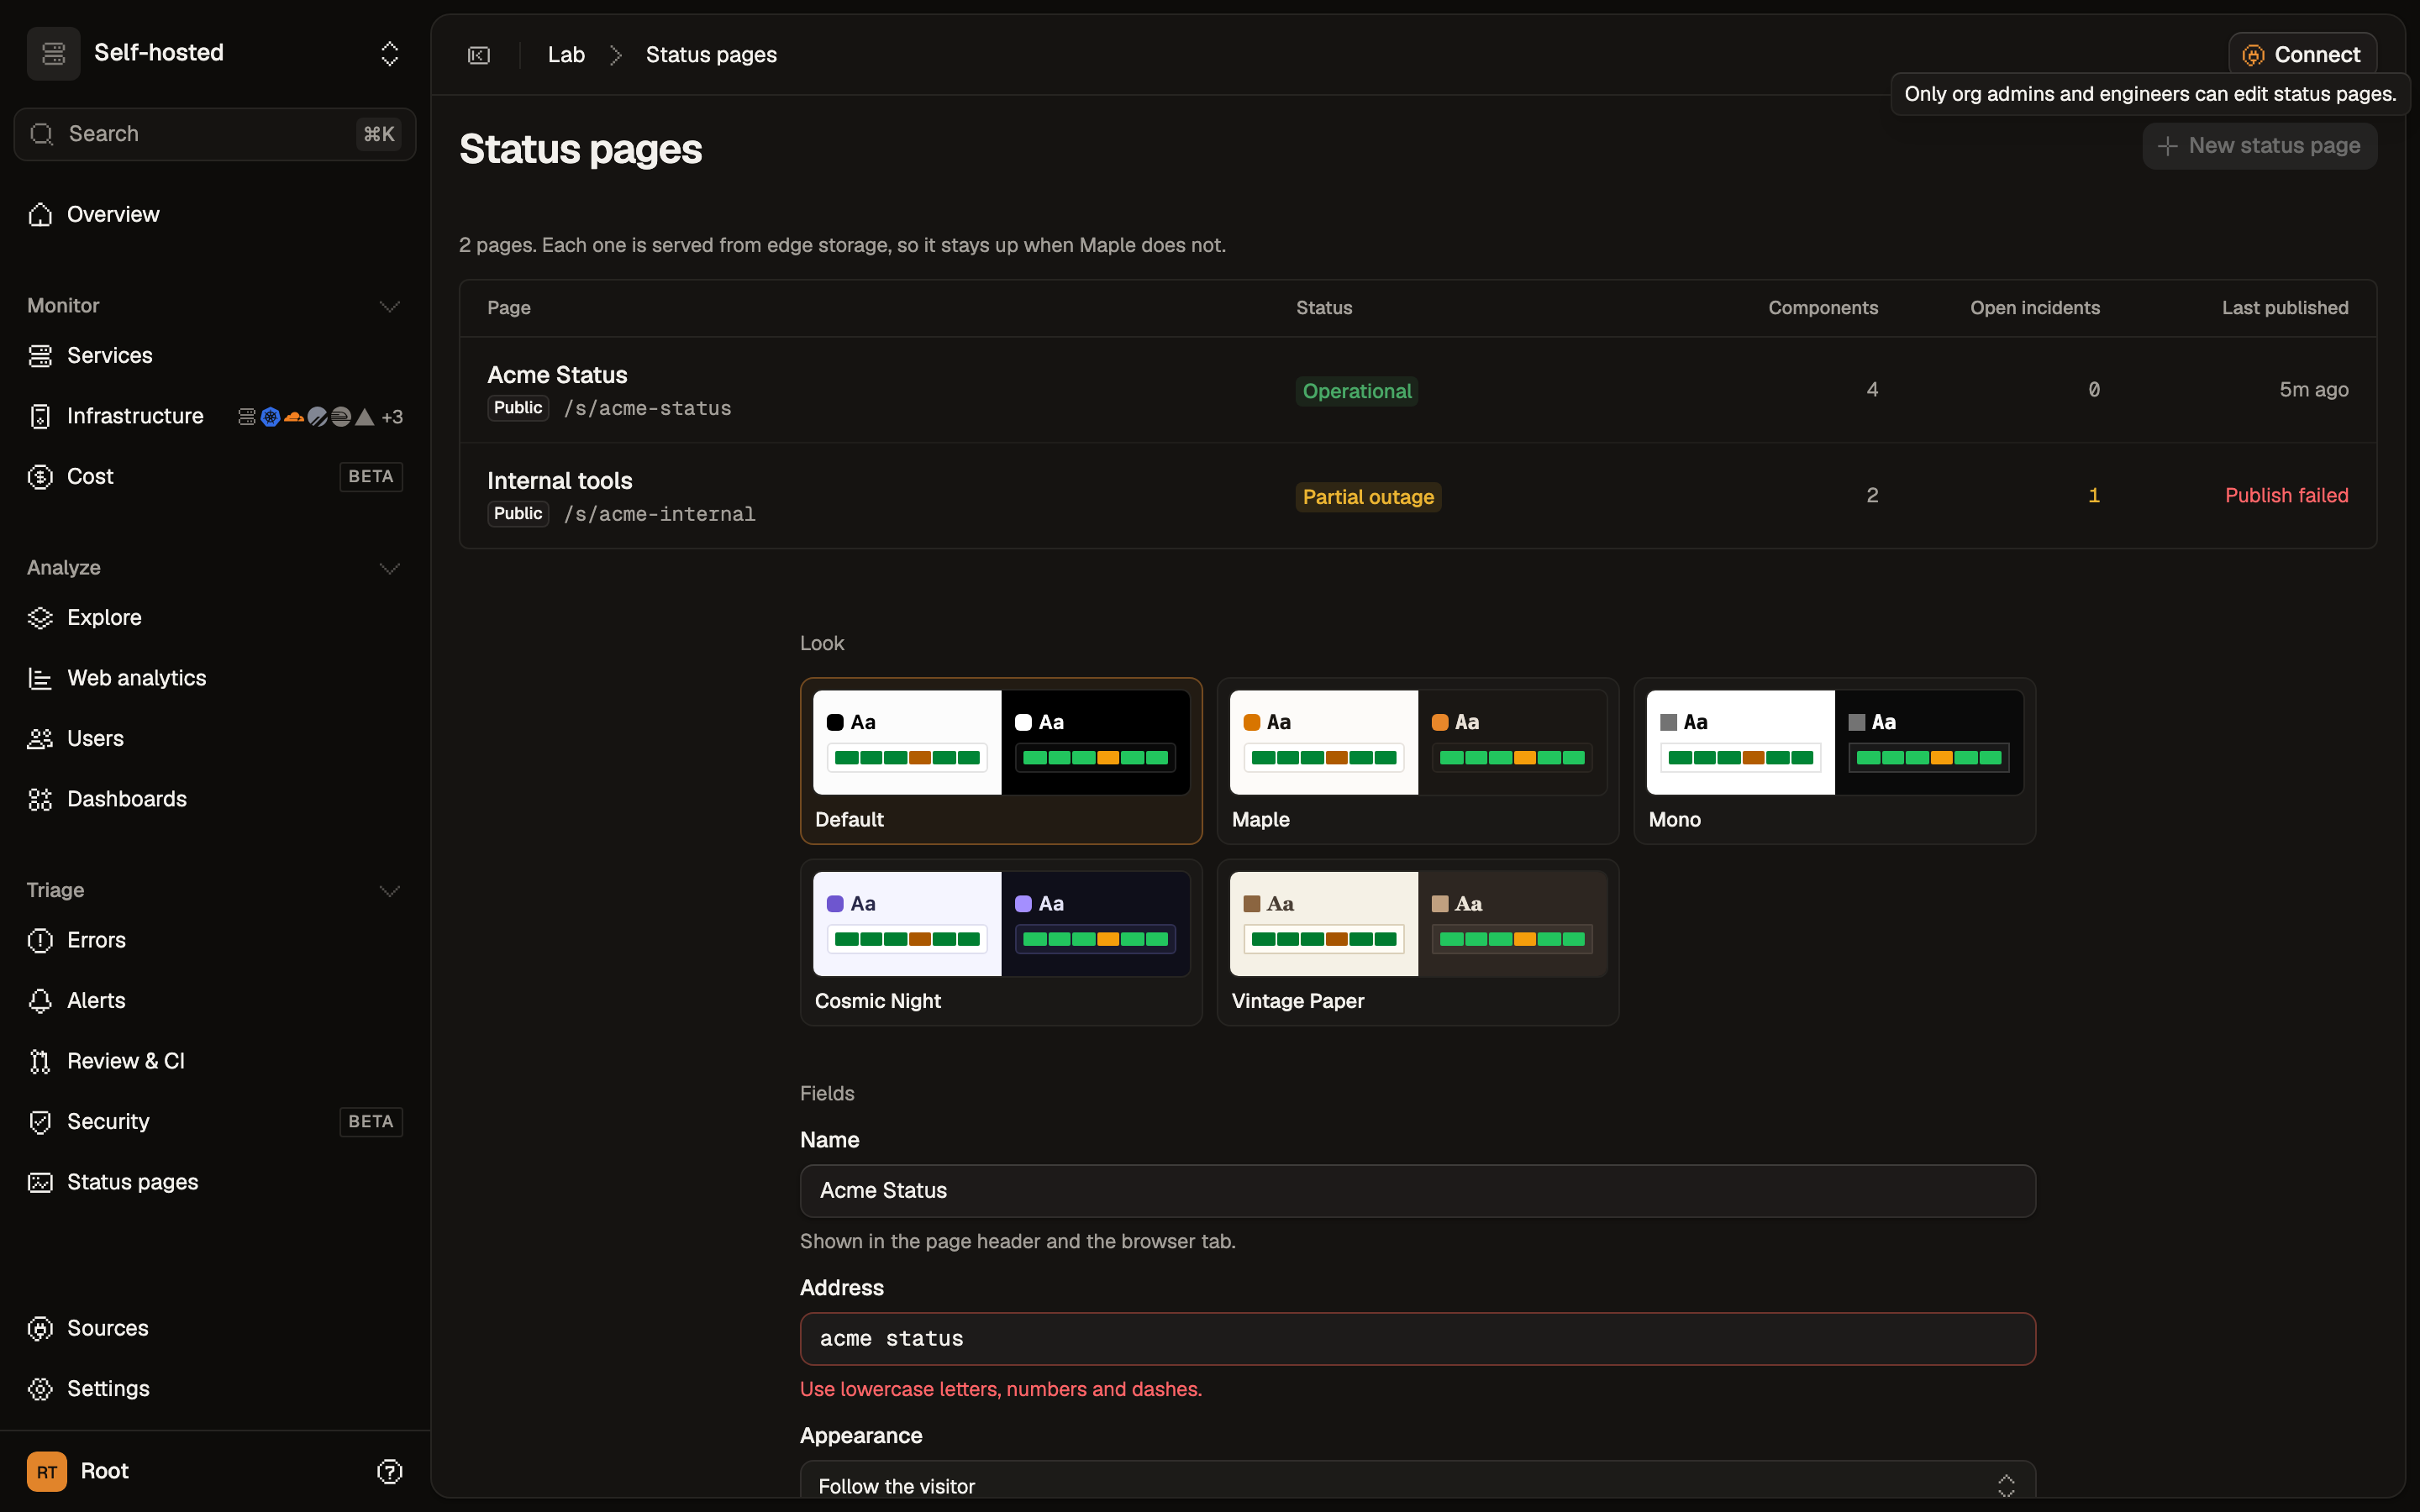 Self-hosted
Search ⌘K
Overview
Monitor
Services
Infrastructure +3
Cost BETA
Analyze
Explore
Web analytics
Users
Dashboards
Triage
Errors
Alerts
Review & CI
Security BETA
Status pages
Sources
Settings
RT Root
Lab Status pages
Connect
Only org admins and engineers can edit status pages.
Status pages
New status page
2 pages. Each one is served from edge storage, so it stays up when Maple does not.
Page Status Components Open incidents Last published
Acme Status
Public /s/acme-status Operational 4 0 5m ago
Internal tools
Public /s/acme-internal Partial outage 2 1 Publish failed
Look
Aa Aa Aa Aa Aa Aa
Default Maple Mono
Aa Aa Aa Aa
Cosmic Night Vintage Paper
Fields
Name
Acme Status
Shown in the page header and the browser tab.
Address
acme status
Use lowercase letters, numbers and dashes.
Appearance
Follow the visitor